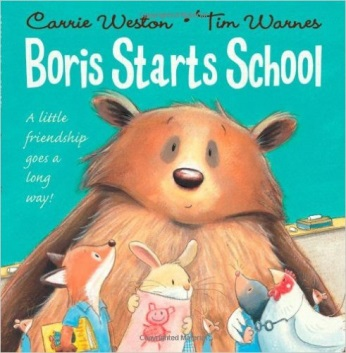 Carrie Weston • Tim Warnes
Boris Starts School
A little
friendship
goes a
long
way!